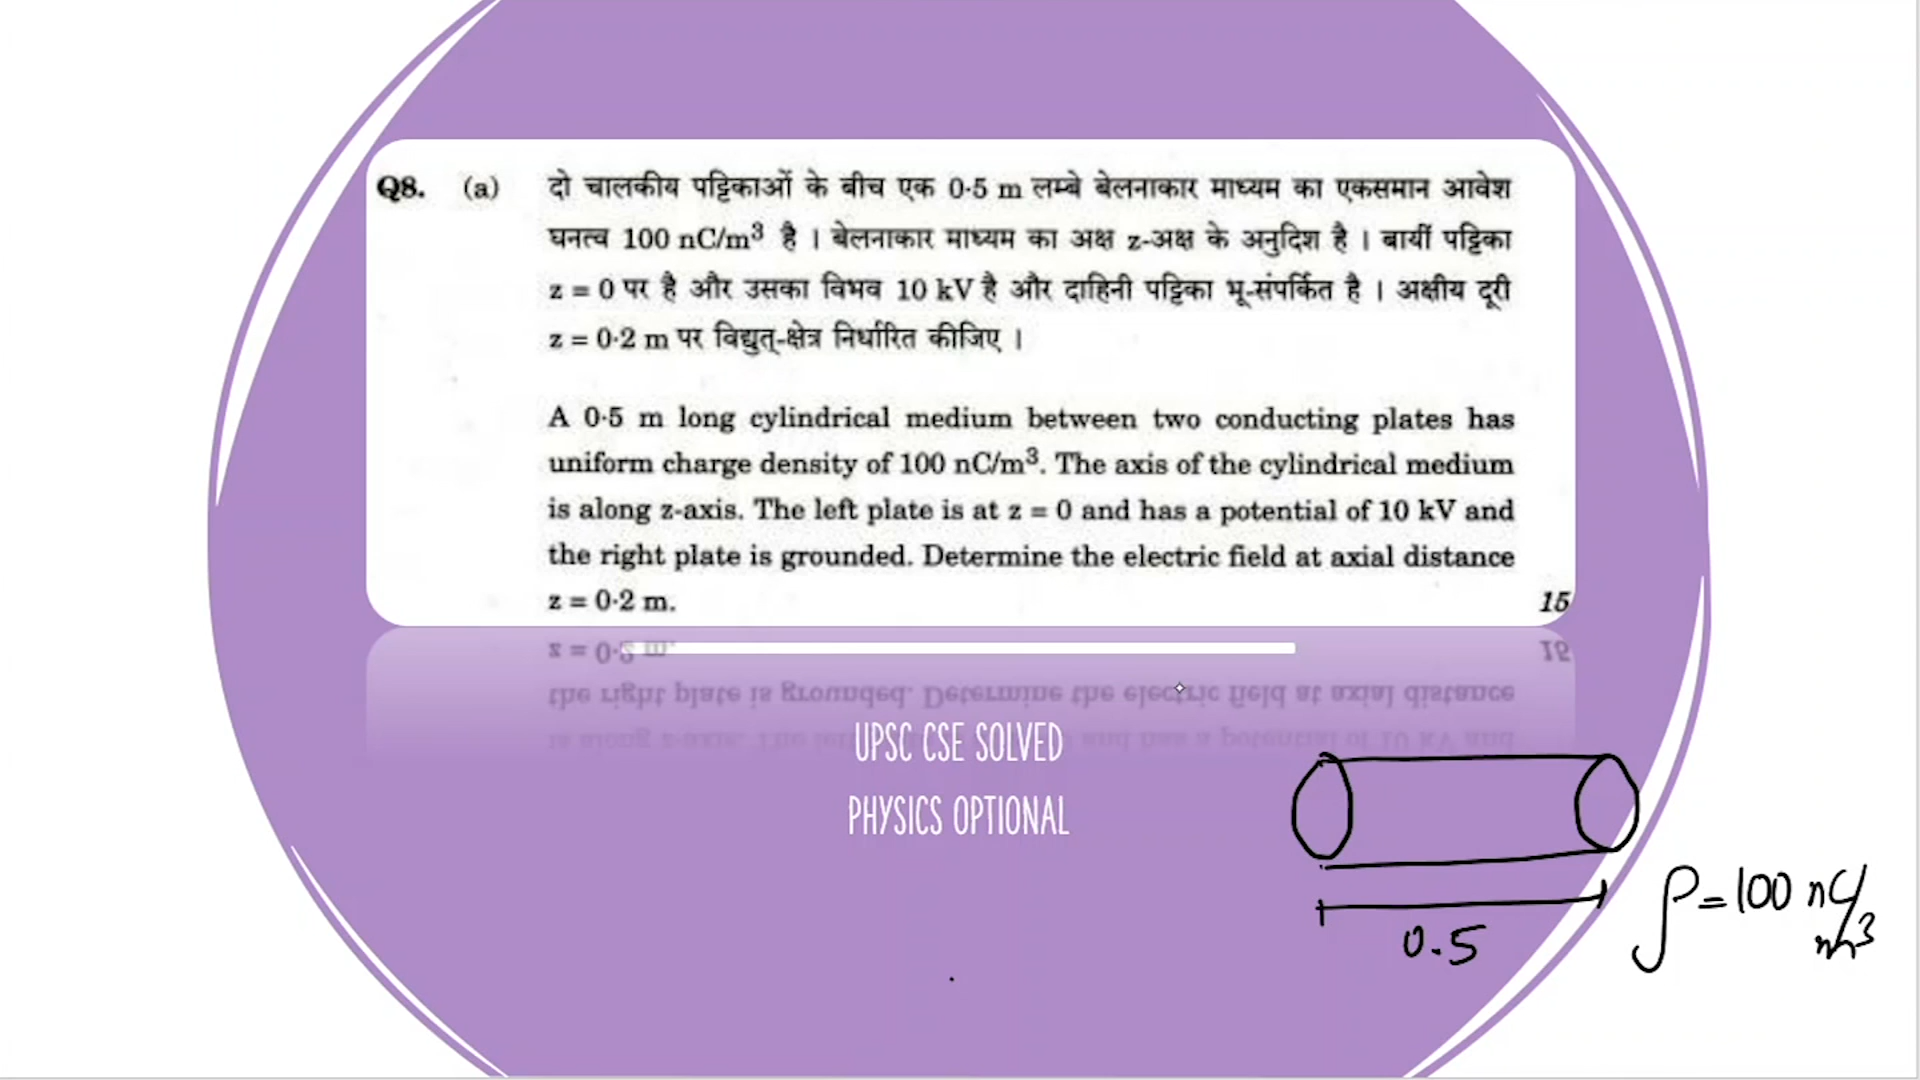 Q8. (a) दो चालकीय पट्टिकाओं के बीच एक 0·5 m लम्बे बेलनाकार माध्यम का एकसमान आवेश
घनत्व 100 nC/m³ है । बेलनाकार माध्यम का अक्ष z-अक्ष के अनुदिश है । बायीं पट्टिका
z = 0 पर है और उसका विभव 10 kV है और दाहिनी पट्टिका भू-संपर्कित है । अक्षीय दूरी
z = 0·2 m पर विद्युत्-क्षेत्र निर्धारित कीजिए ।
A 0·5 m long cylindrical medium between two conducting plates has
uniform charge density of 100 nC/m³. The axis of the cylindrical medium
is along z-axis. The left plate is at z = 0 and has a potential of 10 kV and
the right plate is grounded. Determine the electric field at axial distance
z = 0·2 m. 15
UPSC CSE SOLVED
PHYSICS OPTIONAL
0.5
ρ = 100 nC/m³